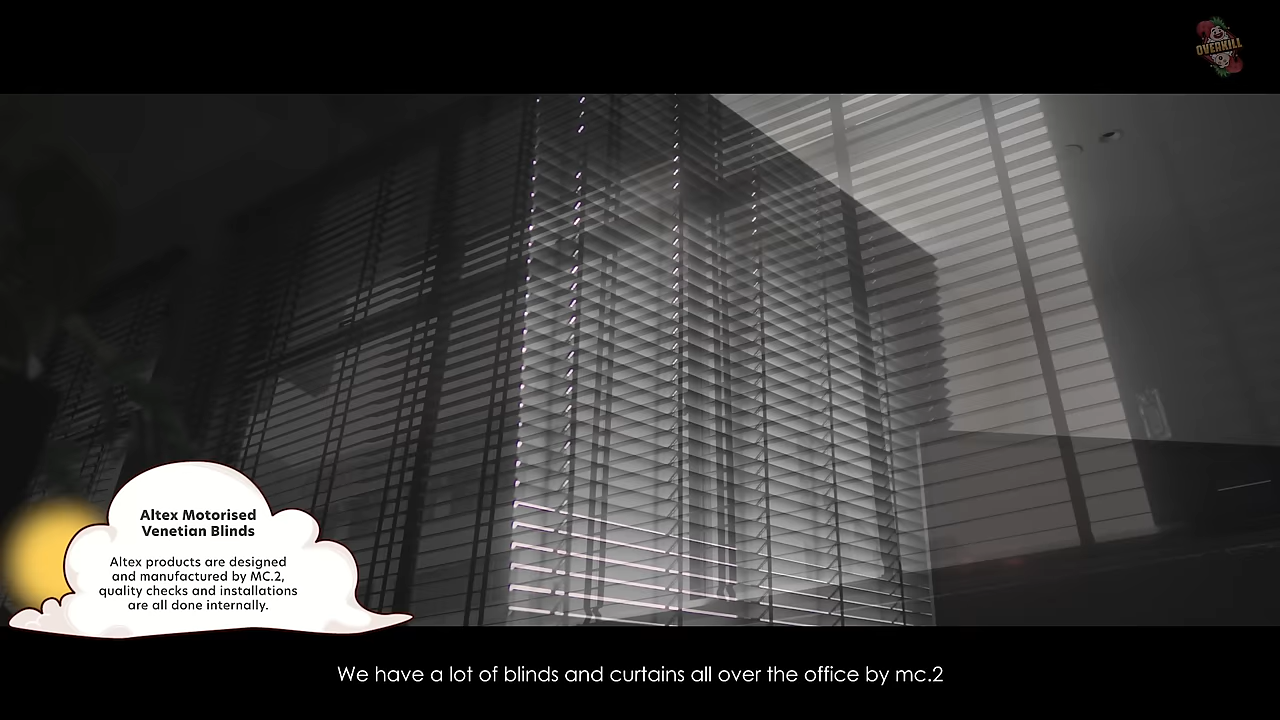 OVERKILL
Altex Motorised
Venetian Blinds
Altex products are designed
and manufactured by MC.2,
quality checks and installations
are all done internally.
We have a lot of blinds and curtains all over the office by mc.2